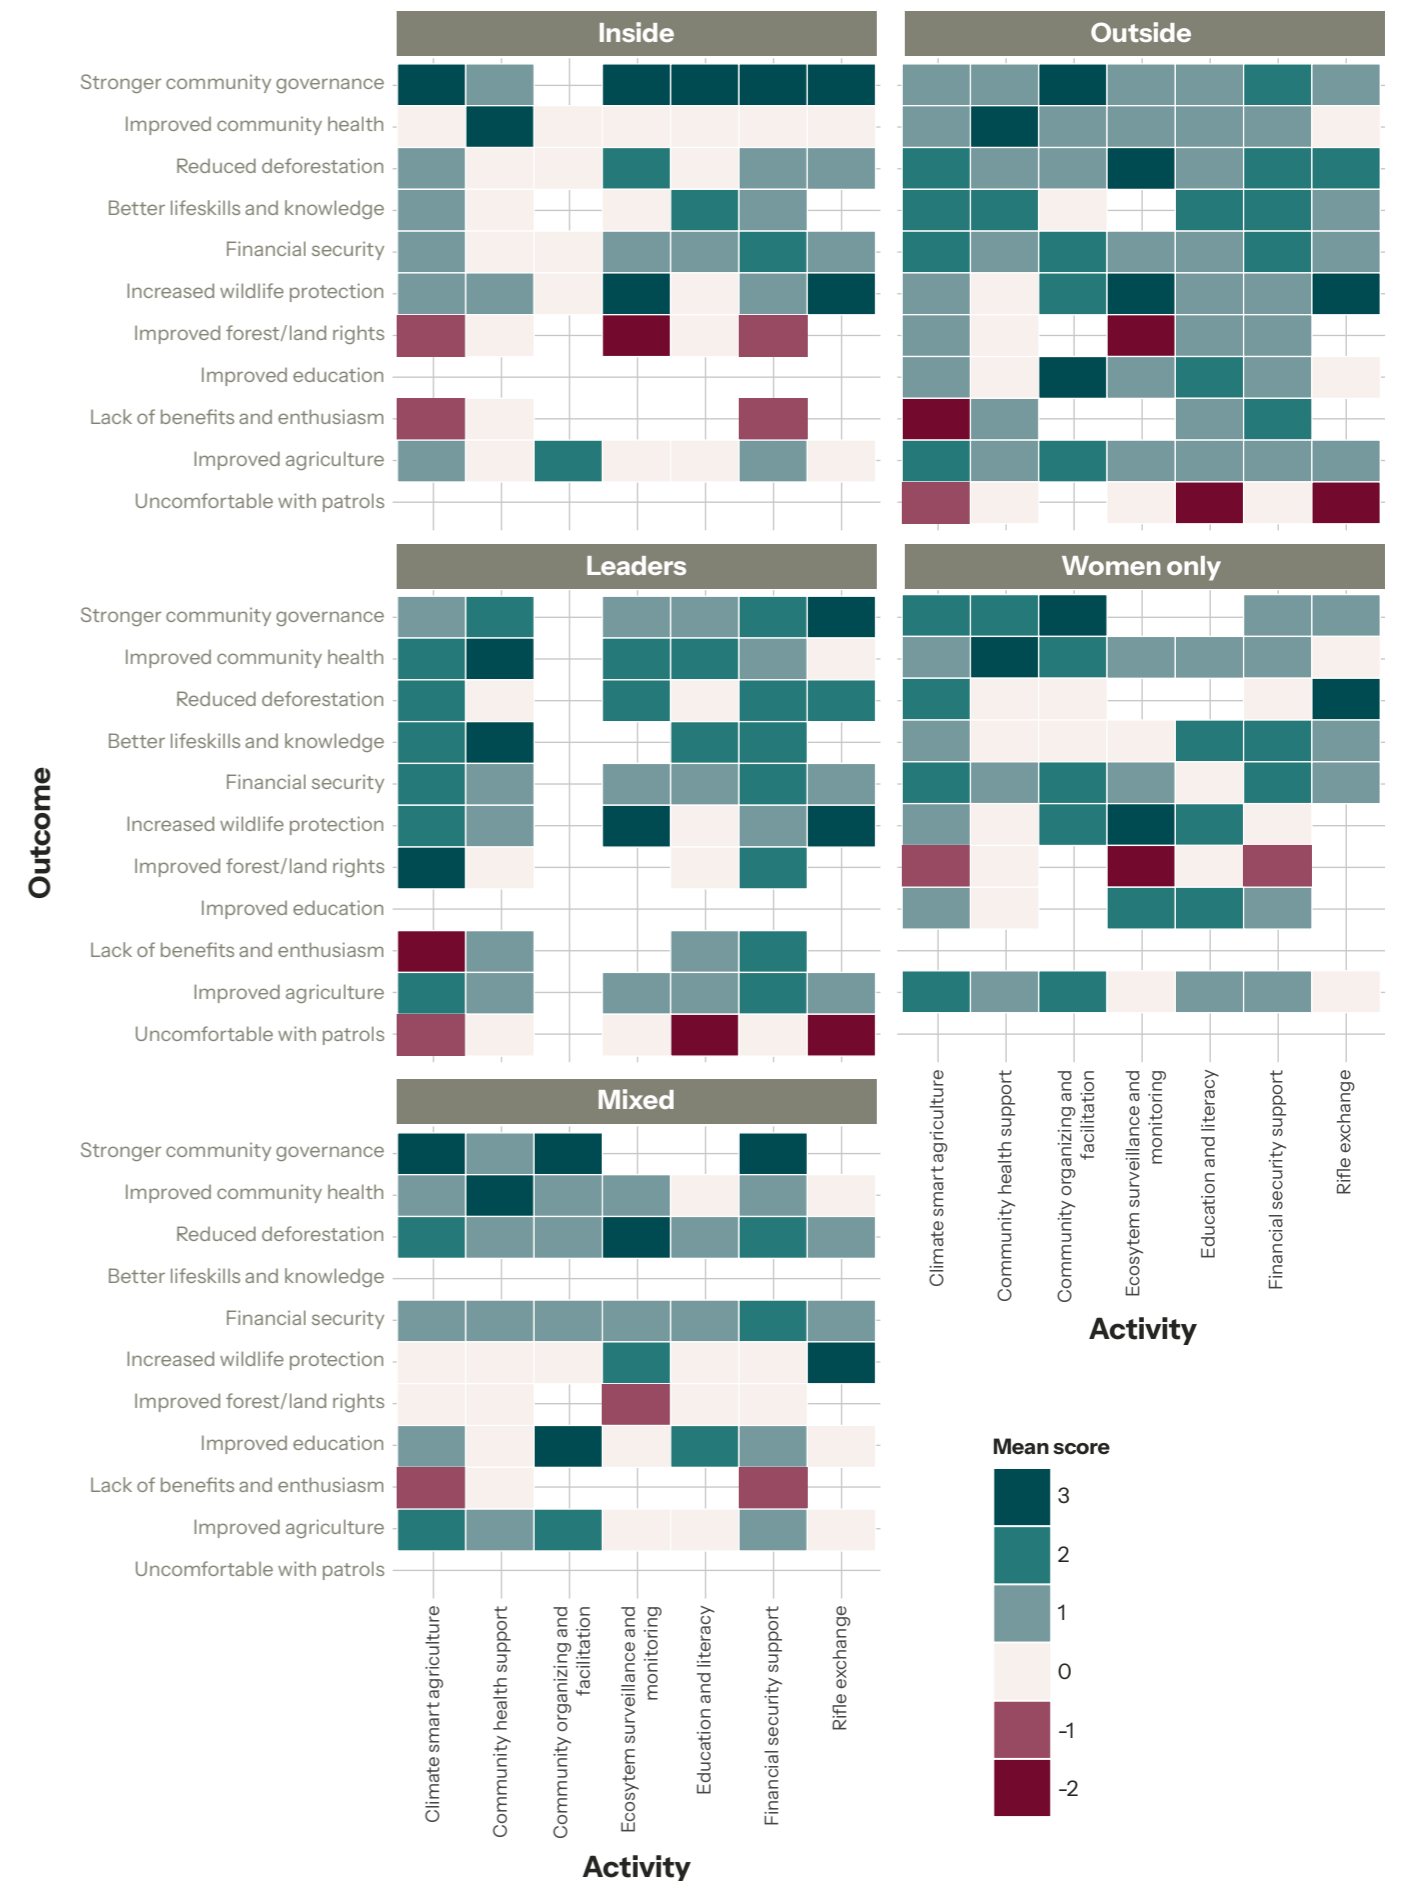 Inside
Outside
Stronger community governance
Improved community health
Reduced deforestation
Better lifeskills and knowledge
Financial security
Increased wildlife protection
Improved forest/land rights
Improved education
Lack of benefits and enthusiasm
Improved agriculture
Uncomfortable with patrols
Leaders
Women only
Stronger community governance
Improved community health
Reduced deforestation
Better lifeskills and knowledge
Financial security
Increased wildlife protection
Improved forest/land rights
Improved education
Lack of benefits and enthusiasm
Improved agriculture
Uncomfortable with patrols
Outcome
Climate smart agriculture
Community health support
Community organizing and
facilitation
Ecosytem surveillance and
monitoring
Education and literacy
Financial security support
Rifle exchange
Activity
Mixed
Stronger community governance
Improved community health
Reduced deforestation
Better lifeskills and knowledge
Financial security
Increased wildlife protection
Improved forest/land rights
Improved education
Lack of benefits and enthusiasm
Improved agriculture
Uncomfortable with patrols
Climate smart agriculture
Community health support
Community organizing and
facilitation
Ecosytem surveillance and
monitoring
Education and literacy
Financial security support
Rifle exchange
Activity
Mean score
3
2
1
0
-1
-2